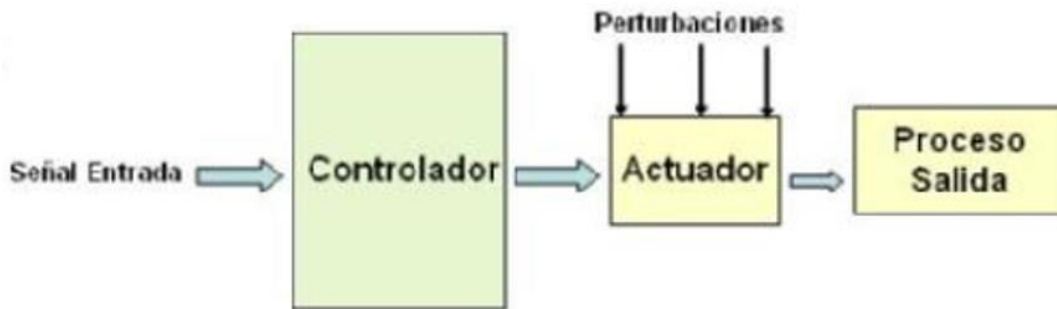 Perturbaciones
Señal Entrada
Controlador
Actuador
Proceso
Salida